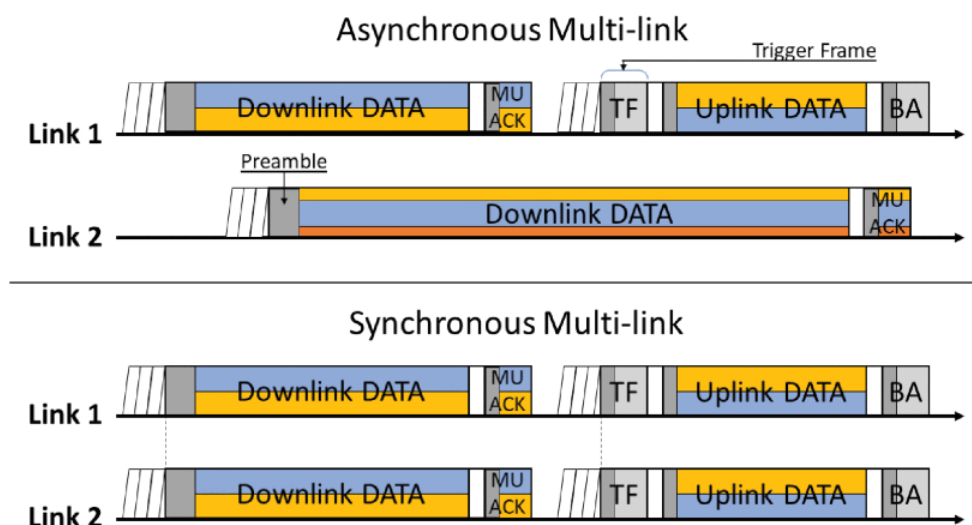 Asynchronous Multi-link
Trigger Frame
Link 1
Downlink DATA
MU
ACK
TF
Uplink DATA
BA
Preamble
Link 2
Downlink DATA
MU
ACK
Synchronous Multi-link
Link 1
Downlink DATA
MU
ACK
TF
Uplink DATA
BA
Link 2
Downlink DATA
MU
ACK
TF
Uplink DATA
BA